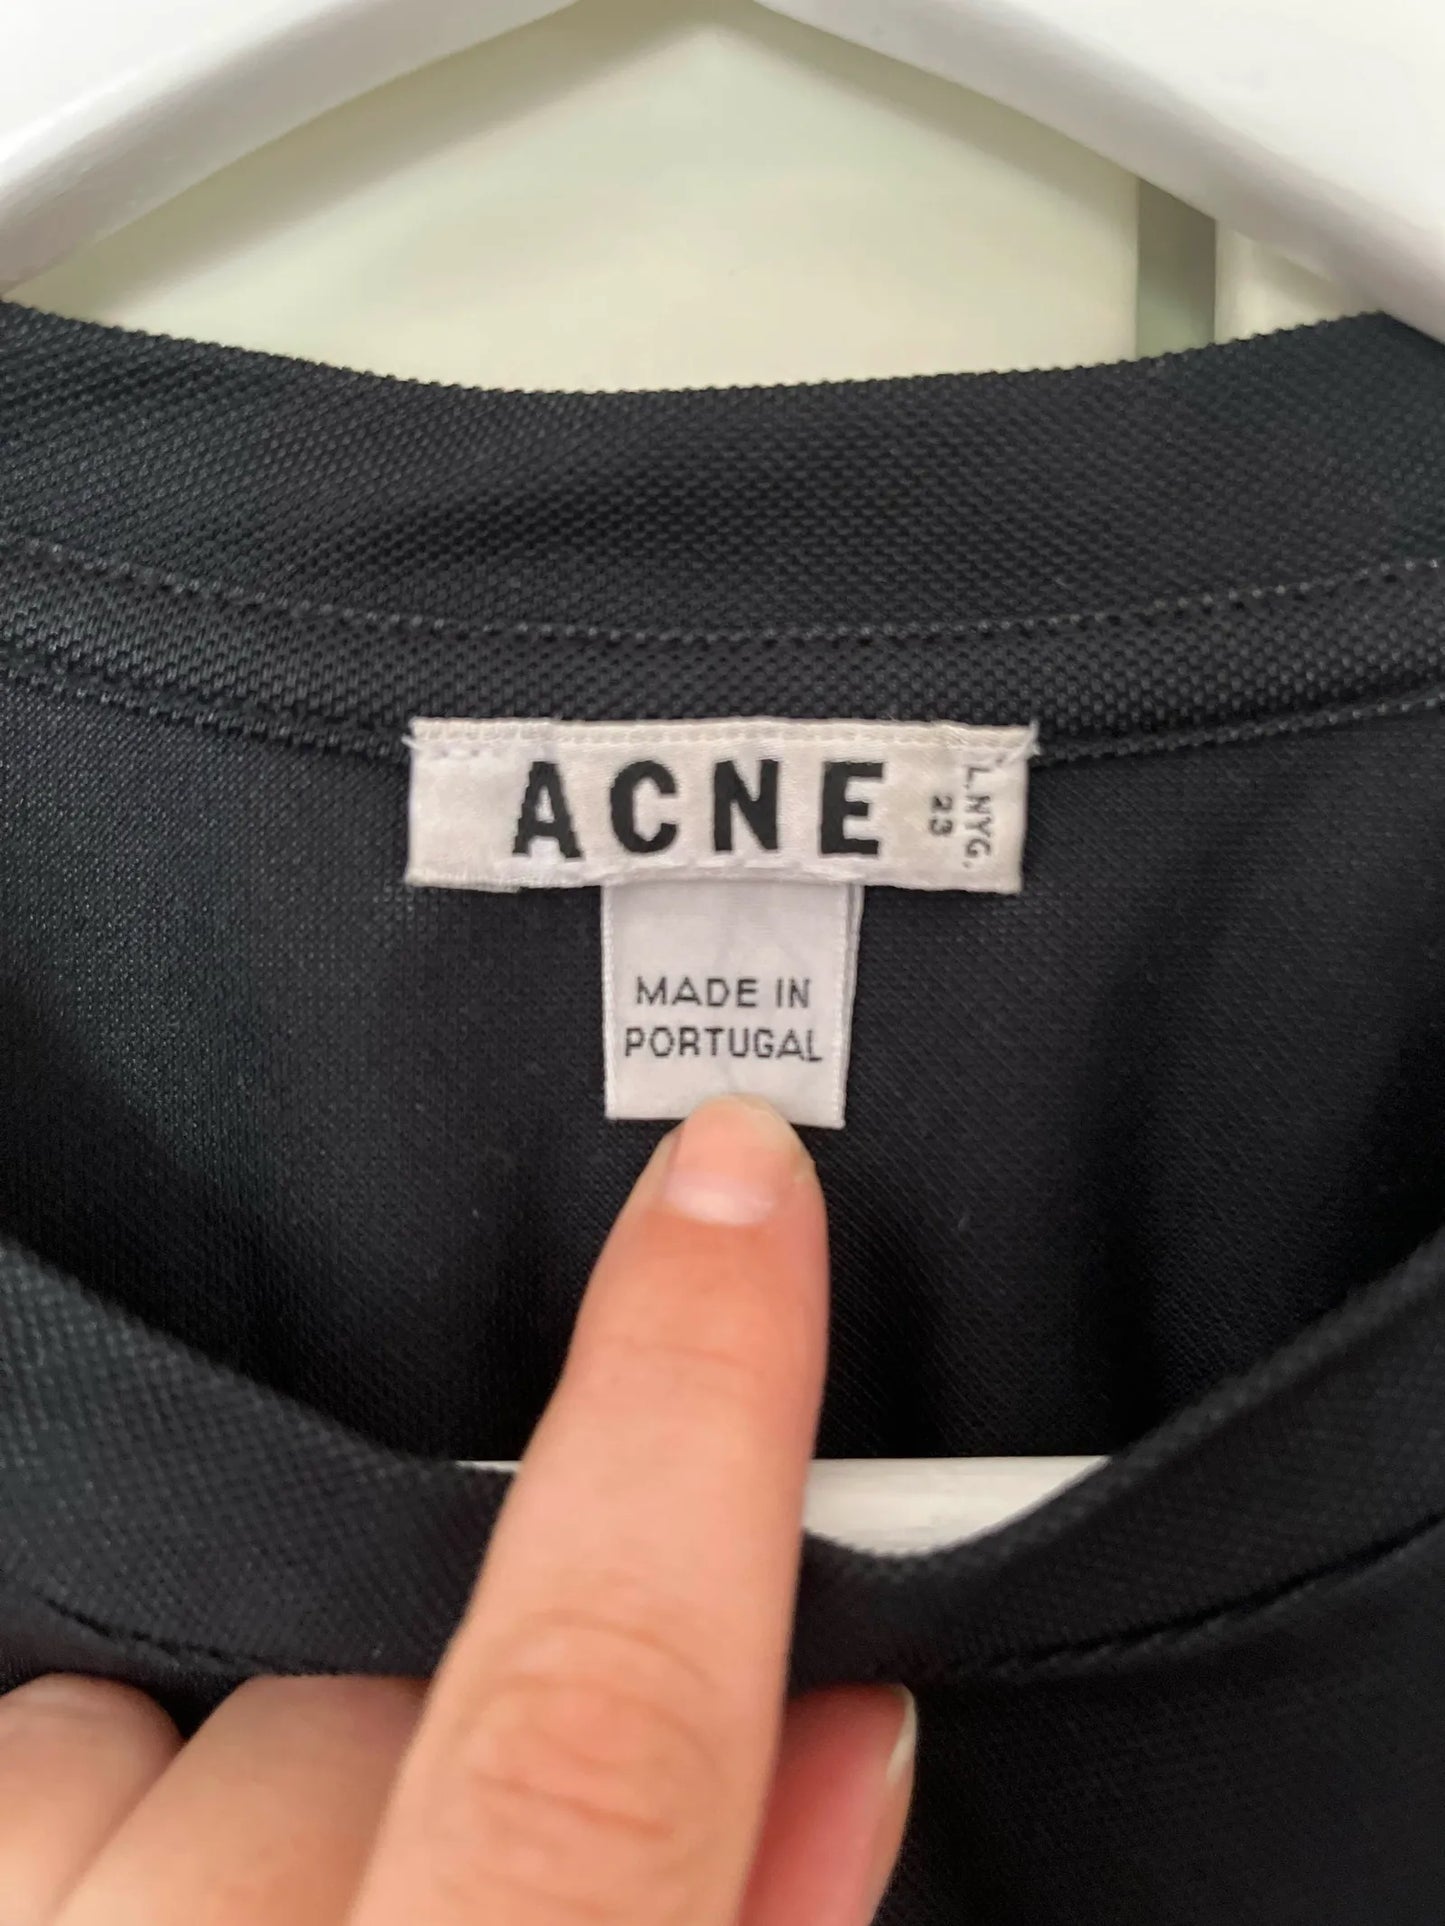 ACNE
L.NYG.
23
MADE IN
PORTUGAL